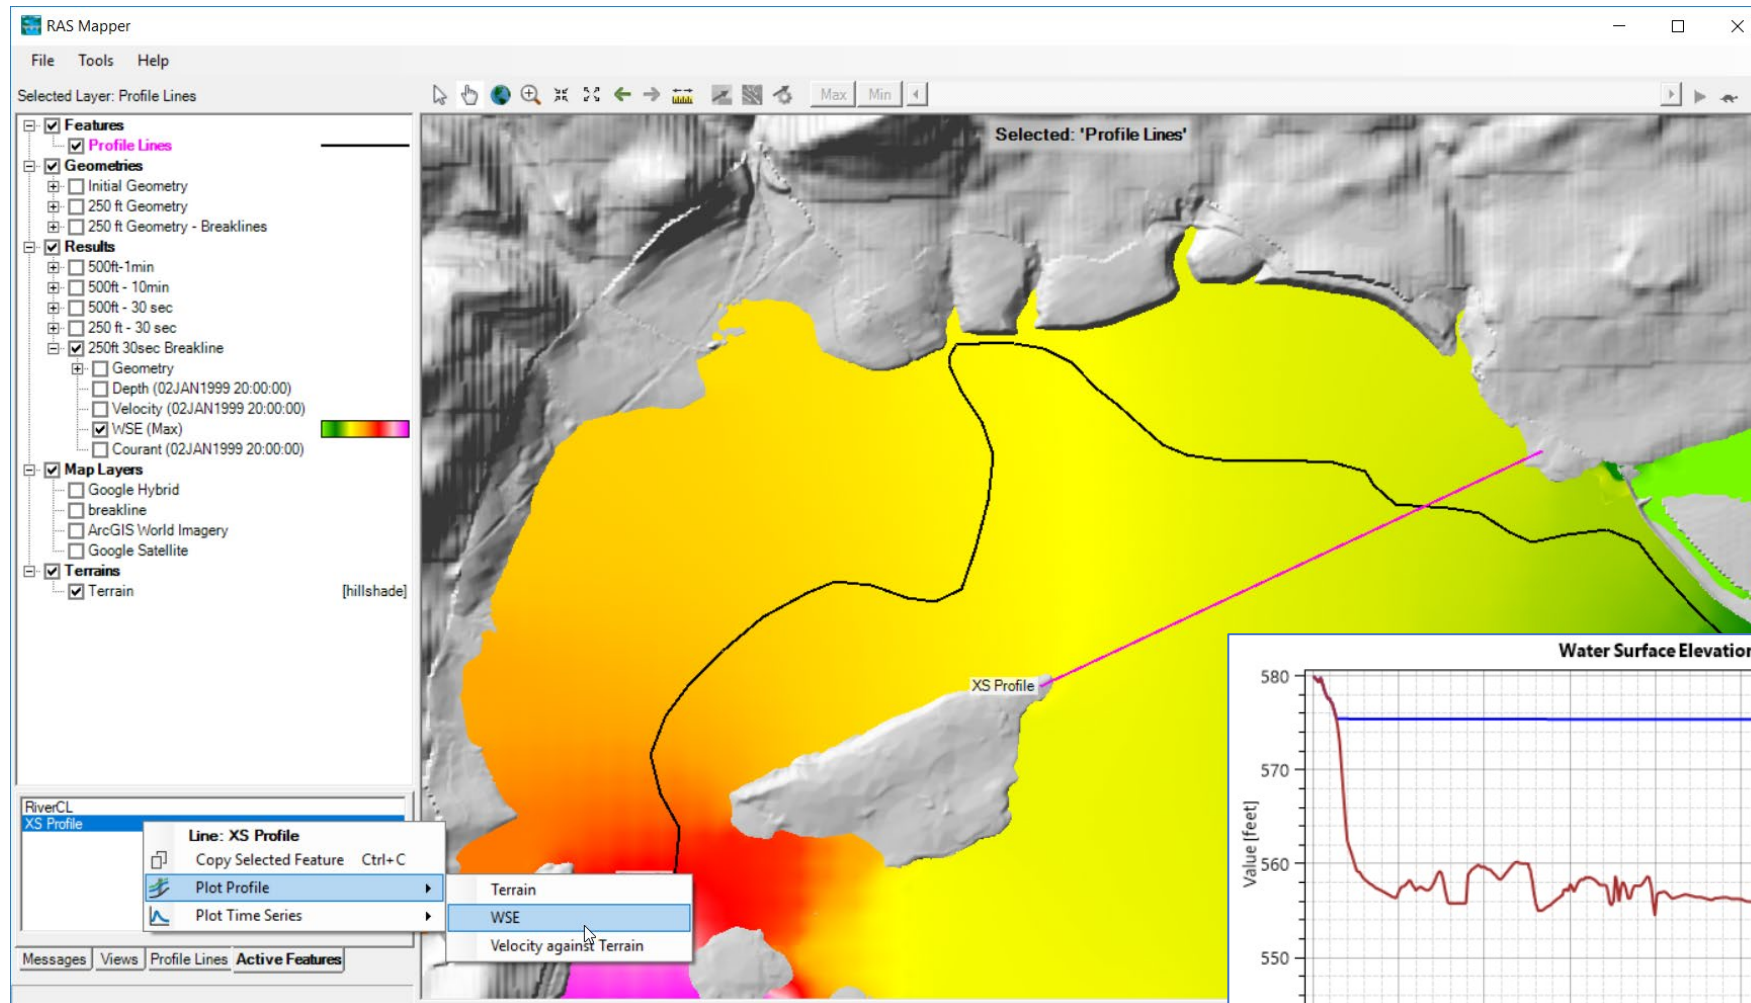 RAS Mapper
File Tools Help
Selected Layer: Profile Lines
Max Min
Features
Profile Lines
Geometries
Initial Geometry
250 ft Geometry
250 ft Geometry - Breaklines
Results
500ft-1min
500ft - 10min
500ft - 30 sec
250 ft - 30 sec
250ft 30sec Breakline
Geometry
Depth (02JAN1999 20:00:00)
Velocity (02JAN1999 20:00:00)
WSE (Max)
Courant (02JAN1999 20:00:00)
Map Layers
Google Hybrid
breakline
ArcGIS World Imagery
Google Satellite
Terrains
Terrain [hillshade]
RiverCL
XS Profile
Line: XS Profile
Copy Selected Feature Ctrl+C
Plot Profile
Plot Time Series
Terrain
WSE
Velocity against Terrain
Messages Views Profile Lines Active Features
Selected: 'Profile Lines'
XS Profile
Water Surface Elevation
Value [feet]
580
570
560
550